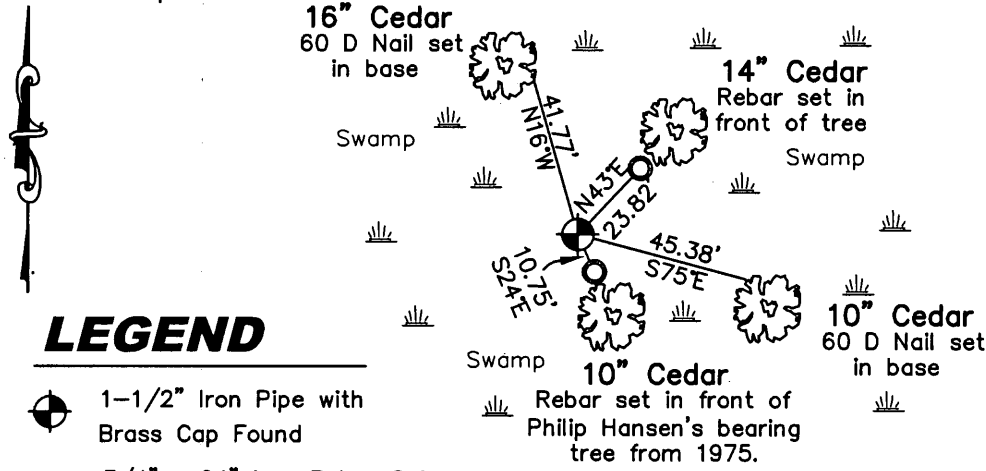 16” Cedar
60 D Nail set
in base
14” Cedar
Rebar set in
front of tree
Swamp
Swamp
41.77’
N16°W
N43°E
23.82
45.38’
S75°E
10.75’
S24°E
10” Cedar
60 D Nail set
in base
Swamp
10” Cedar
Rebar set in front of
Philip Hansen's bearing
tree from 1975.
LEGEND
1-1/2” Iron Pipe with
Brass Cap Found